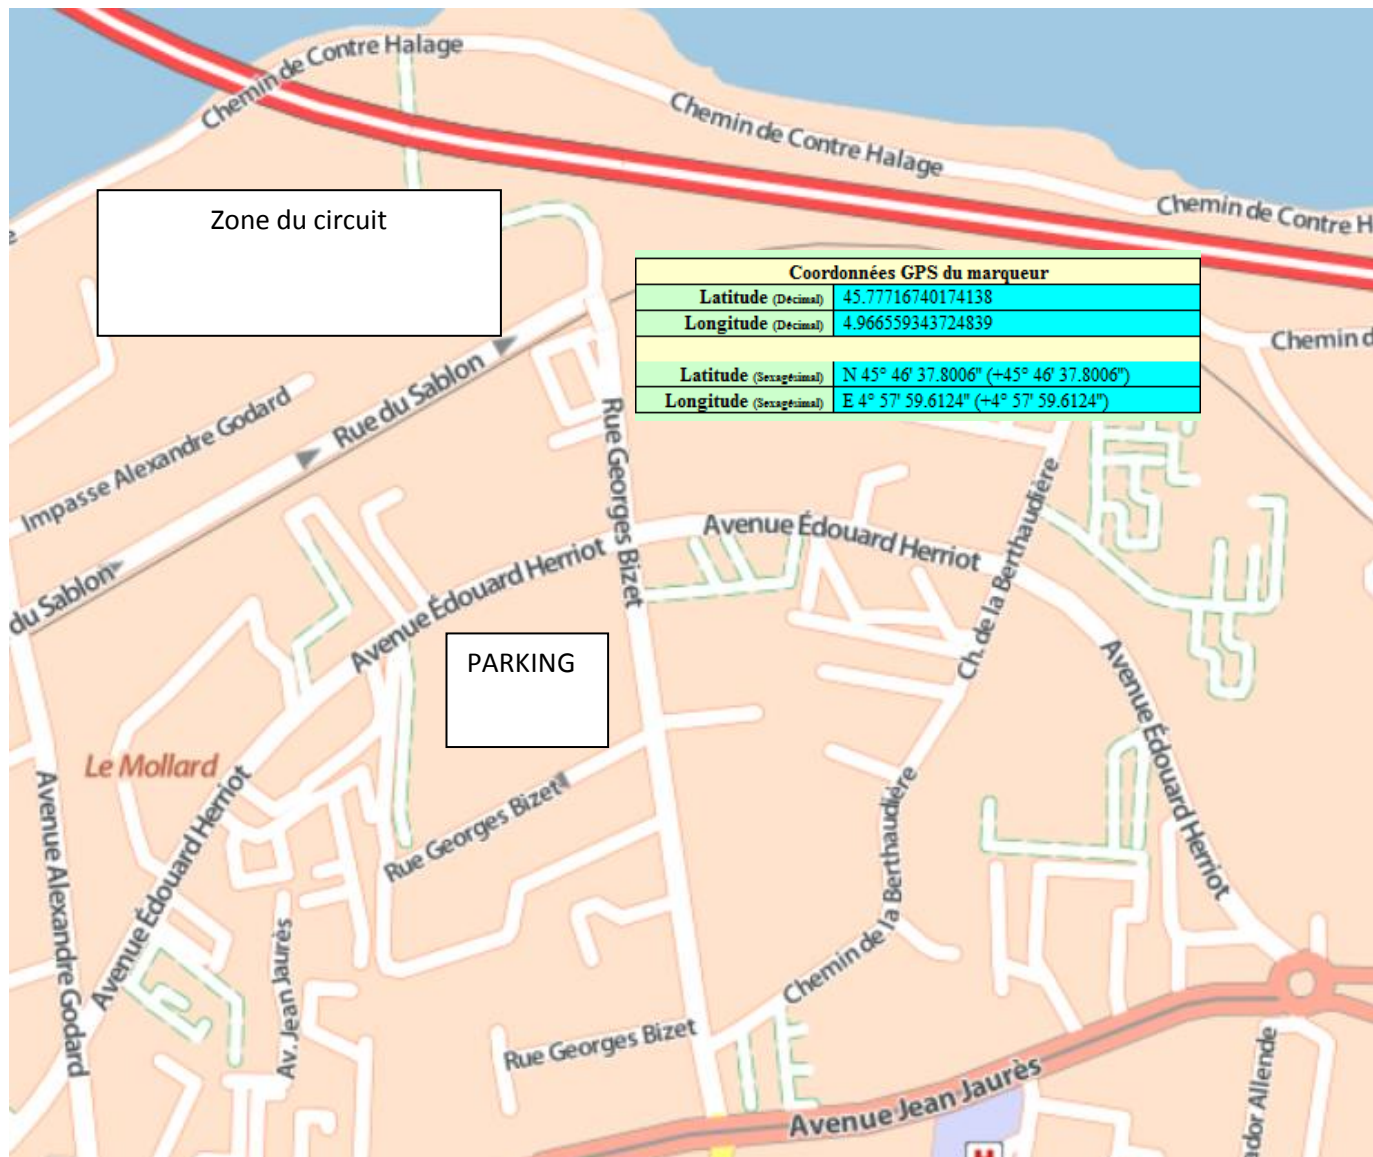 Chemin de Contre Halage
Chemin de Contre Halage
Chemin de Contre H
Zone du circuit
Coordonnées GPS du marqueur
Latitude (Décimal) 45.77716740174138
Longitude (Décimal) 4.966559343724839
Latitude (Sexagésimal) N 45° 46' 37.8006" (+45° 46' 37.8006")
Longitude (Sexagésimal) E 4° 57' 59.6124" (+4° 57' 59.6124")
Chemin d
Rue du Sablon
Impasse Alexandre Godard
Rue Georges Bizet
du Sablon
Avenue Édouard Herriot
Avenue Édouard Herriot
Ch. de la Berthaudière
PARKING
Avenue Édouard Herriot
Le Mollard
Avenue Alexandre Godard
Avenue Édouard Herriot
Rue Georges Bizet
Chemin de la Berthaudière
Av. Jean Jaurès
Rue Georges Bizet
Avenue Jean Jaurès
ador Allende